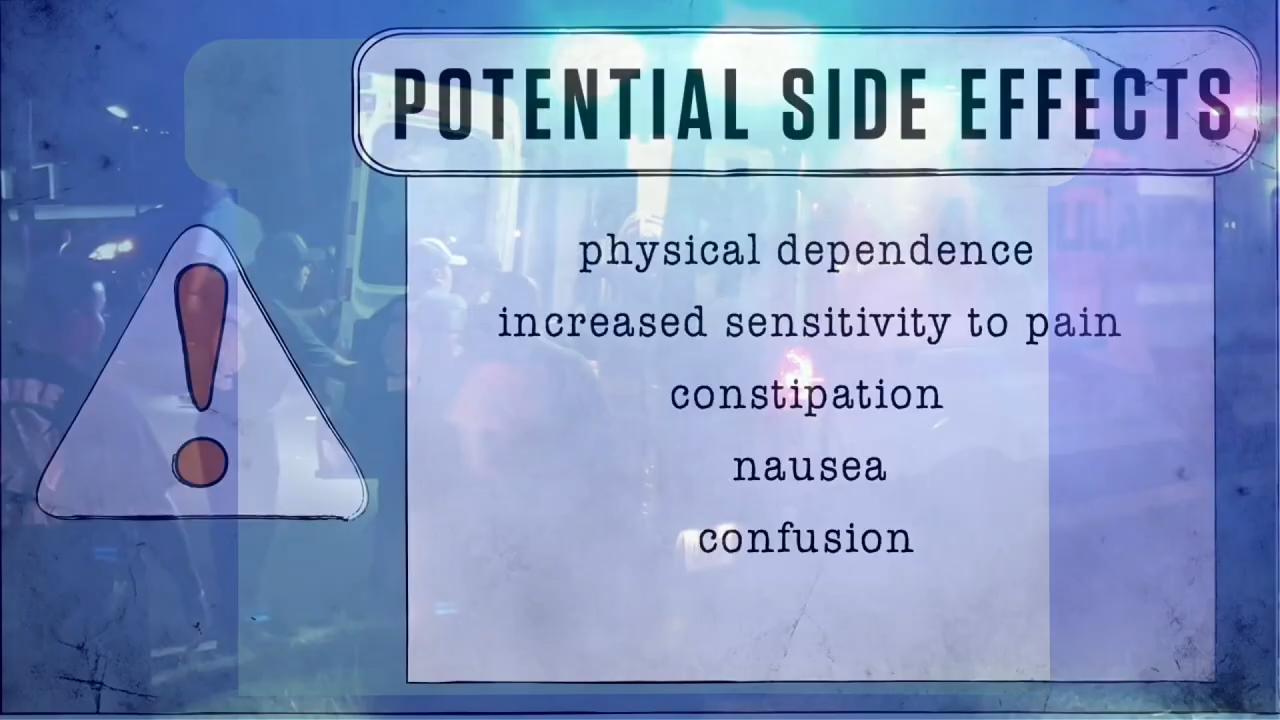 POTENTIAL SIDE EFFECTS
physical dependence
increased sensitivity to pain
constipation
nausea
confusion